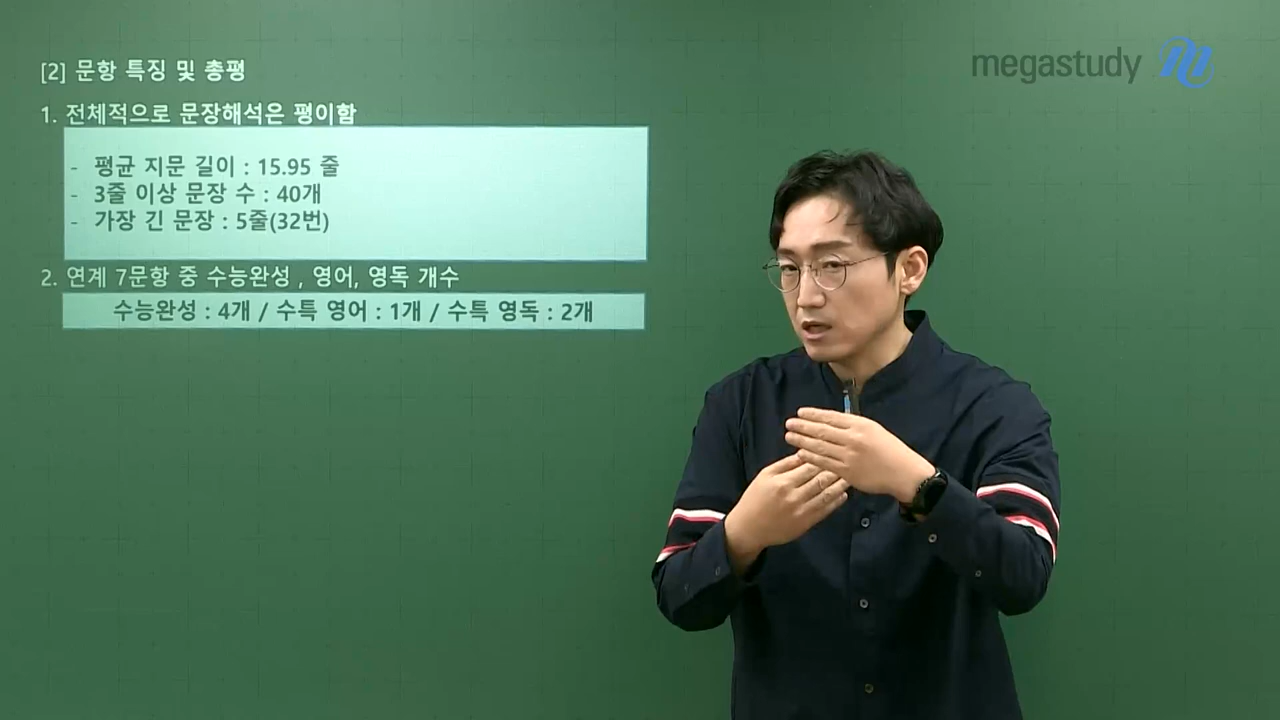 [2] 문항 특징 및 총평
megastudy
1. 전체적으로 문장해석은 평이함
- 평균 지문 길이 : 15.95 줄
- 3줄 이상 문장 수 : 40개
- 가장 긴 문장 : 5줄(32번)
2. 연계 7문항 중 수능완성 , 영어, 영독 개수
수능완성 : 4개 / 수특 영어 : 1개 / 수특 영독 : 2개